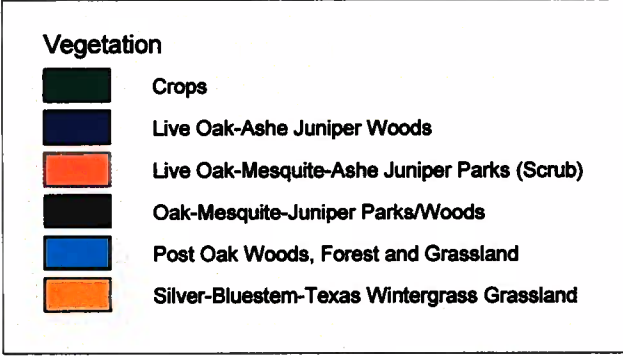 Vegetation
Crops
Live Oak-Ashe Juniper Woods
Live Oak-Mesquite-Ashe Juniper Parks (Scrub)
Oak-Mesquite-Juniper Parks/Woods
Post Oak Woods, Forest and Grassland
Silver-Bluestem-Texas Wintergrass Grassland